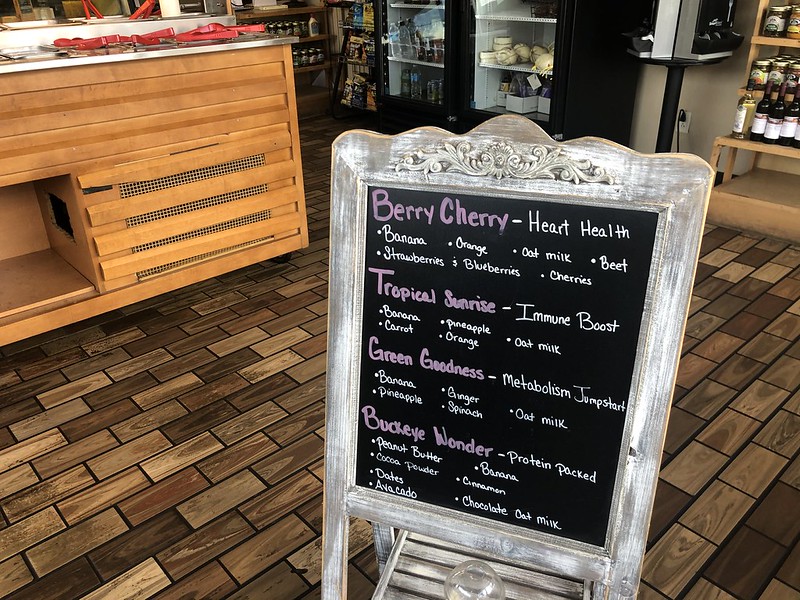 Berry Cherry - Heart Health
• Banana • Orange • Oat milk • Beet
• Strawberries & Blueberries • Cherries
Tropical Sunrise - Immune Boost
• Banana • pineapple
• Carrot • Orange • Oat milk
Green Goodness - Metabolism Jumpstart
• Banana • Ginger
• Pineapple • Spinach • Oat milk
Buckeye Wonder - Protein Packed
• Peanut Butter • Banana
• Cocoa powder • Cinnamon
• Dates
• Avacado • Chocolate Oat milk